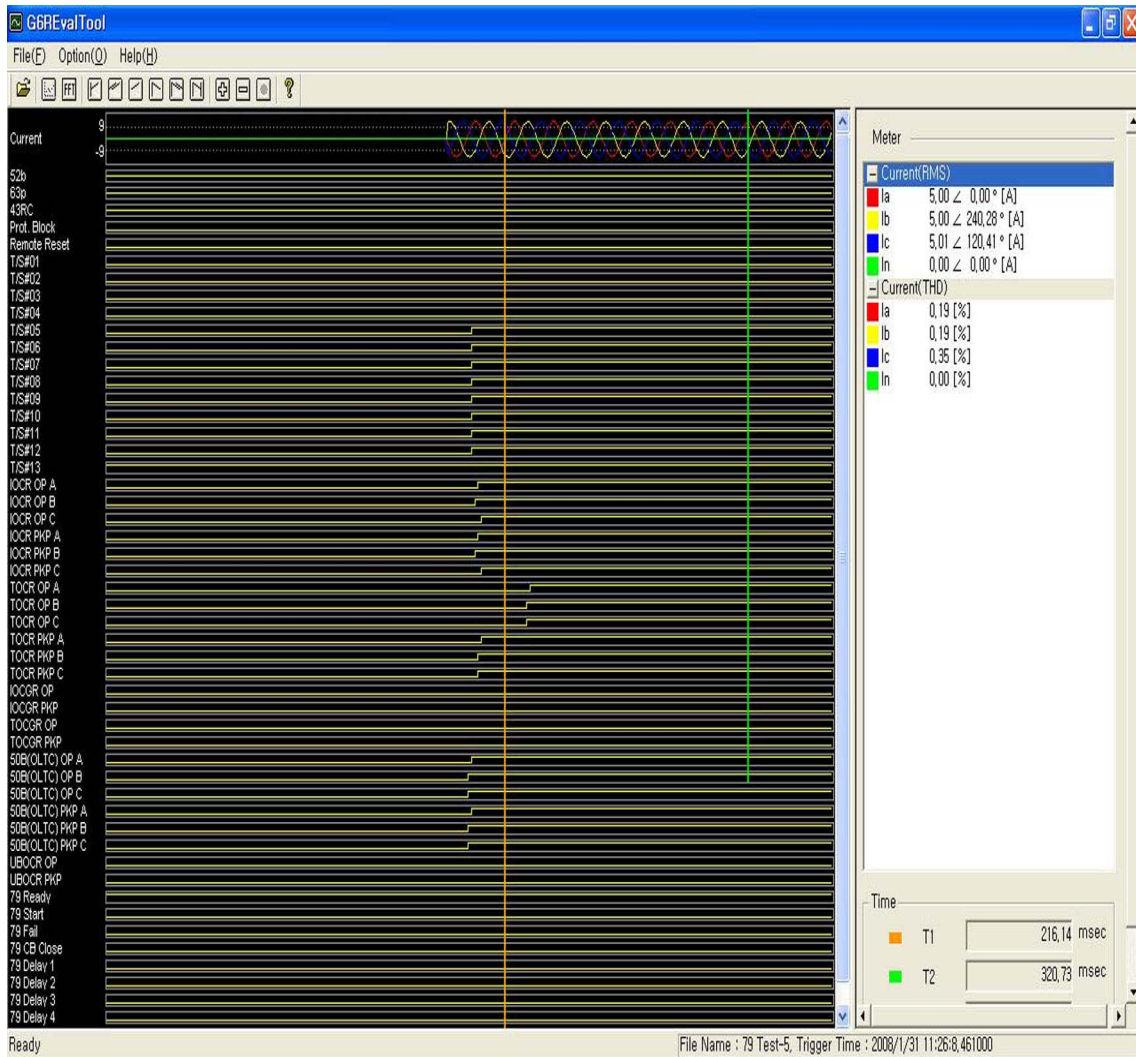 G6REvalTool
File(F) Option(O) Help(H)
FFT
Current 9
-9
52b
63p
43RC
Prot. Block
Remote Reset
T/S#01
T/S#02
T/S#03
T/S#04
T/S#05
T/S#06
T/S#07
T/S#08
T/S#09
T/S#10
T/S#11
T/S#12
T/S#13
IOCR OP A
IOCR OP B
IOCR OP C
IOCR PKP A
IOCR PKP B
IOCR PKP C
TOCR OP A
TOCR OP B
TOCR OP C
TOCR PKP A
TOCR PKP B
TOCR PKP C
IOCGR OP
IOCGR PKP
TOCGR OP
TOCGR PKP
50B(OLTC) OP A
50B(OLTC) OP B
50B(OLTC) OP C
50B(OLTC) PKP A
50B(OLTC) PKP B
50B(OLTC) PKP C
UBOCR OP
UBOCR PKP
79 Ready
79 Start
79 Fail
79 CB Close
79 Delay 1
79 Delay 2
79 Delay 3
79 Delay 4
Meter
Current(RMS)
Ia 5,00 ∠ 0,00 º [A]
Ib 5,00 ∠ 240,28 º [A]
Ic 5,01 ∠ 120,41 º [A]
In 0,00 ∠ 0,00 º [A]
Current(THD)
Ia 0,19 [%]
Ib 0,19 [%]
Ic 0,35 [%]
In 0,00 [%]
Time
T1 216,14 msec
T2 320,73 msec
Ready
File Name : 79 Test-5, Trigger Time : 2008/1/31 11:26:8,461000